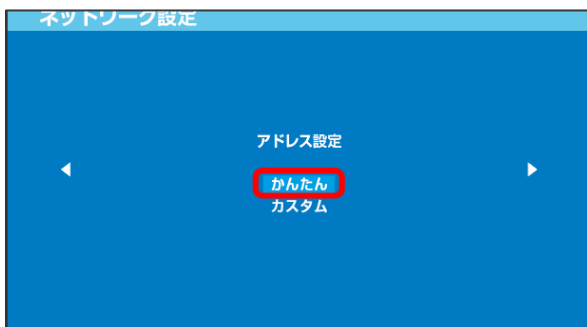 ネットワーク設定
アドレス設定
かんたん
カスタム